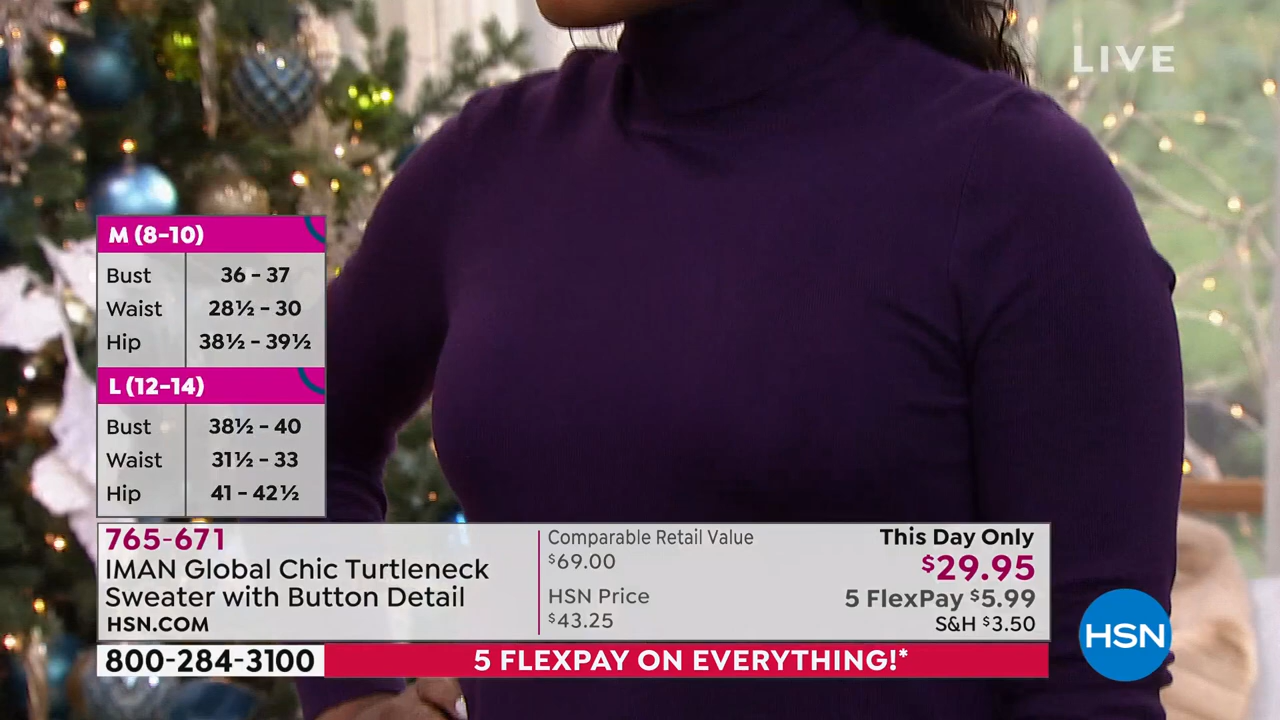 LIVE
M (8-10)
Bust 36 - 37
Waist 28½ - 30
Hip 38½ - 39½
L (12-14)
Bust 38½ - 40
Waist 31½ - 33
Hip 41 - 42½
765-671
IMAN Global Chic Turtleneck
Sweater with Button Detail
HSN.COM
Comparable Retail Value
$69.00
HSN Price
$43.25
This Day Only
$29.95
5 FlexPay $5.99
S&H $3.50
HSN
800-284-3100
5 FLEXPAY ON EVERYTHING!*